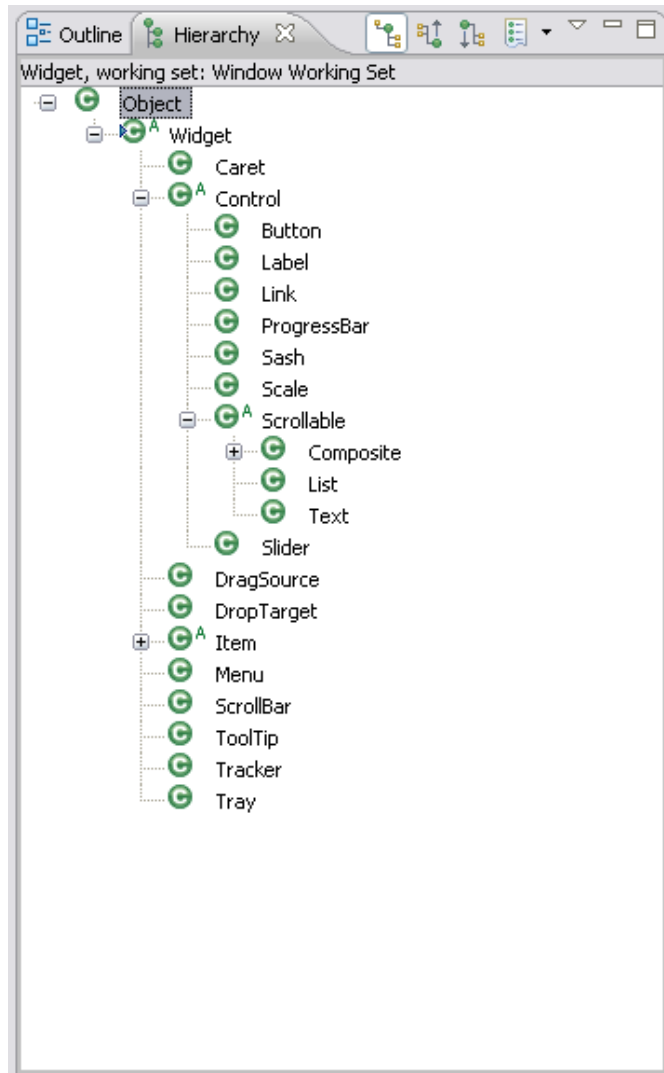 Outline Hierarchy
Widget, working set: Window Working Set
C Object
C A Widget
C Caret
C A Control
C Button
C Label
C Link
C ProgressBar
C Sash
C Scale
C A Scrollable
C Composite
C List
C Text
C Slider
C DragSource
C DropTarget
C A Item
C Menu
C ScrollBar
C ToolTip
C Tracker
C Tray